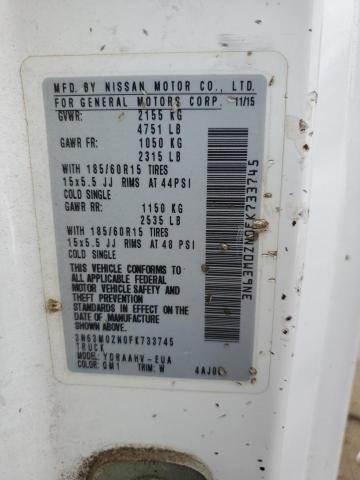 MFD. BY NISSAN MOTOR CO., LTD.
FOR GENERAL MOTORS CORP. 11/15
GVWR: 2155 KG
4751 LB
GAWR FR: 1050 KG
2315 LB
WITH 185/60R15 TIRES
15x5.5 JJ RIMS AT 44PSI
COLD SINGLE
GAWR RR: 1150 KG
2535 LB
WITH 185/60R15 TIRES
15x5.5 JJ RIMS AT 48 PSI
COLD SINGLE
THIS VEHICLE CONFORMS TO
ALL APPLICABLE FEDERAL
MOTOR VEHICLE SAFETY AND
THEFT PREVENTION
STANDARDS IN EFFECT ON THE
DATE OF MANUFACTURE
SHOWN ABOVE.
3N63M0ZN0FK733745
TRUCK
MODEL: YDRAAHV-EUA
COLOR: QM1 TRIM: W 4AJ0
3N63M0ZN0FK733745